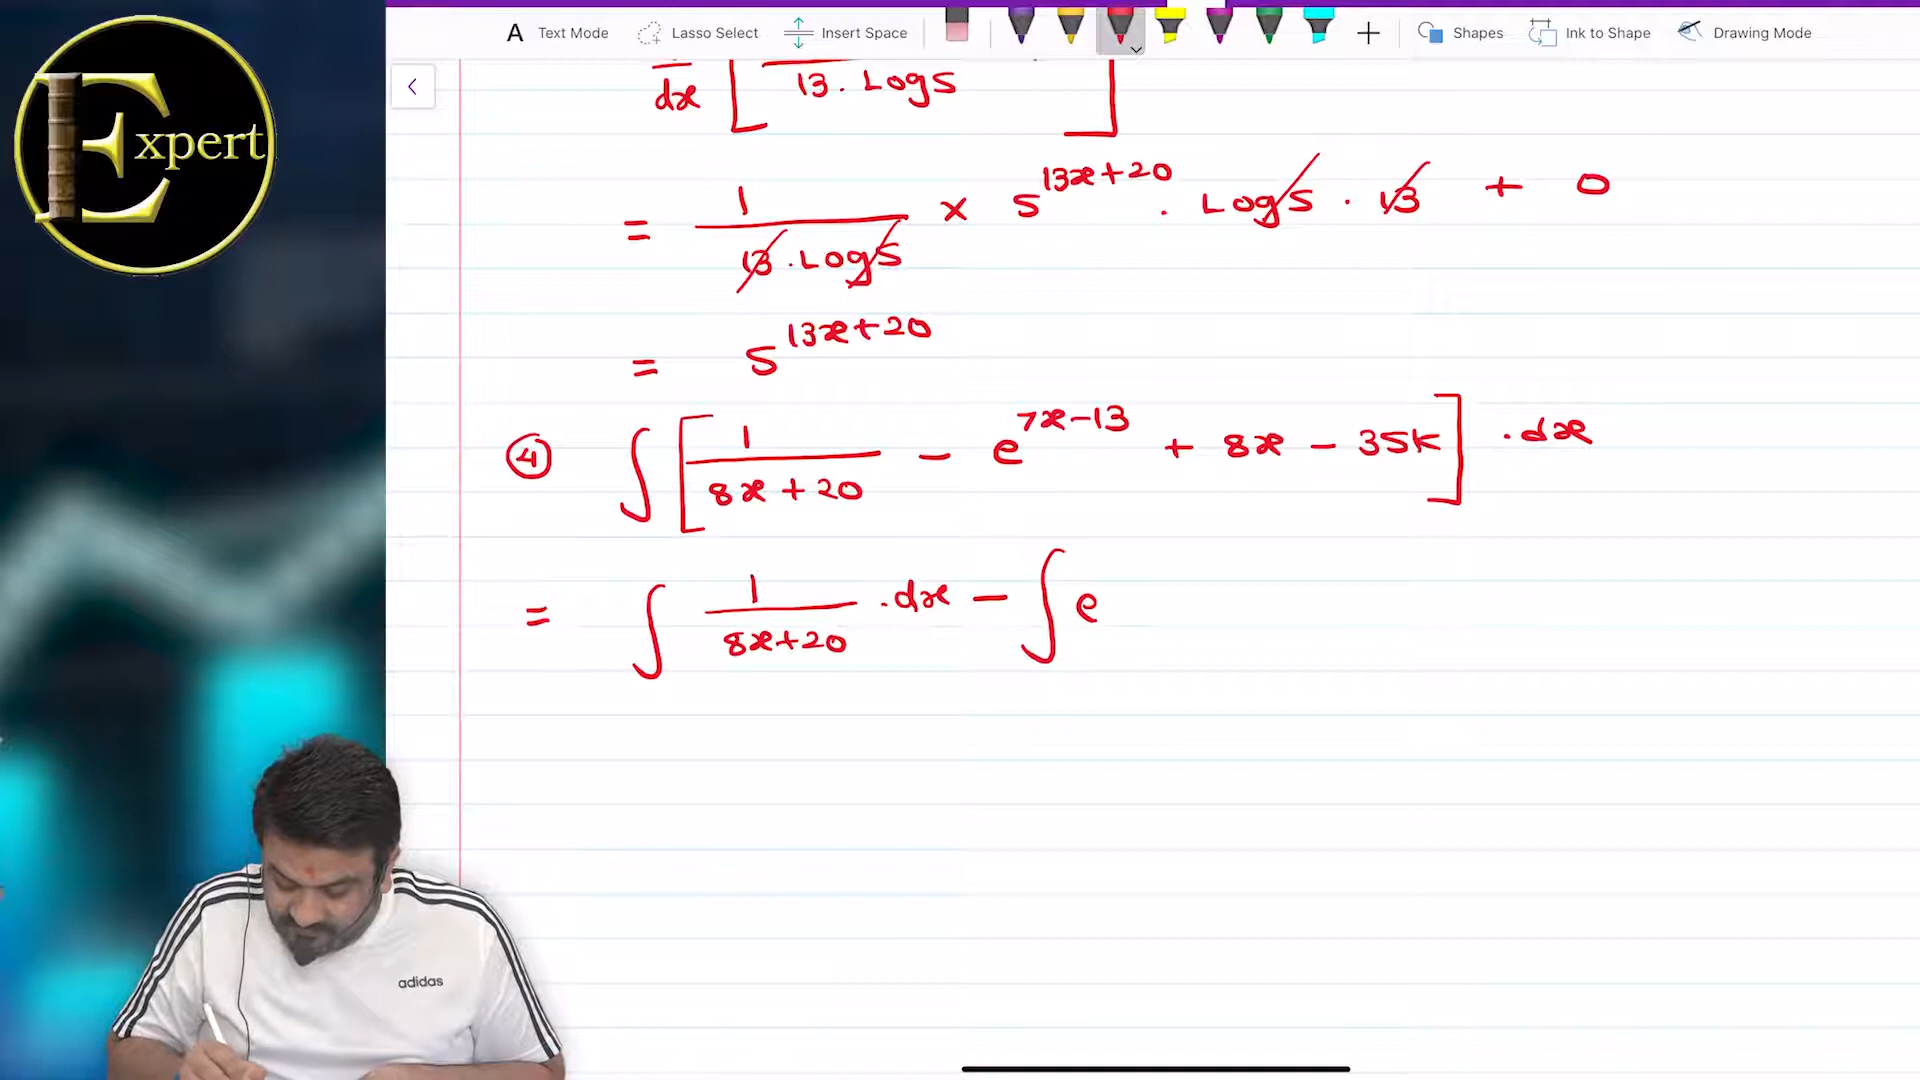 Expert
A Text Mode Lasso Select Insert Space + Shapes Ink to Shape Drawing Mode
dx [ 13 . Log5 ]
= 1 / 13 . Log5 × 5^(13x+20) . Log5 . 13 + 0
= 5^(13x+20)
④ ∫ [ 1 / 8x+20 - e^(7x-13) + 8x - 35k ] . dx
= ∫ 1 / 8x+20 . dx - ∫ e
adidas